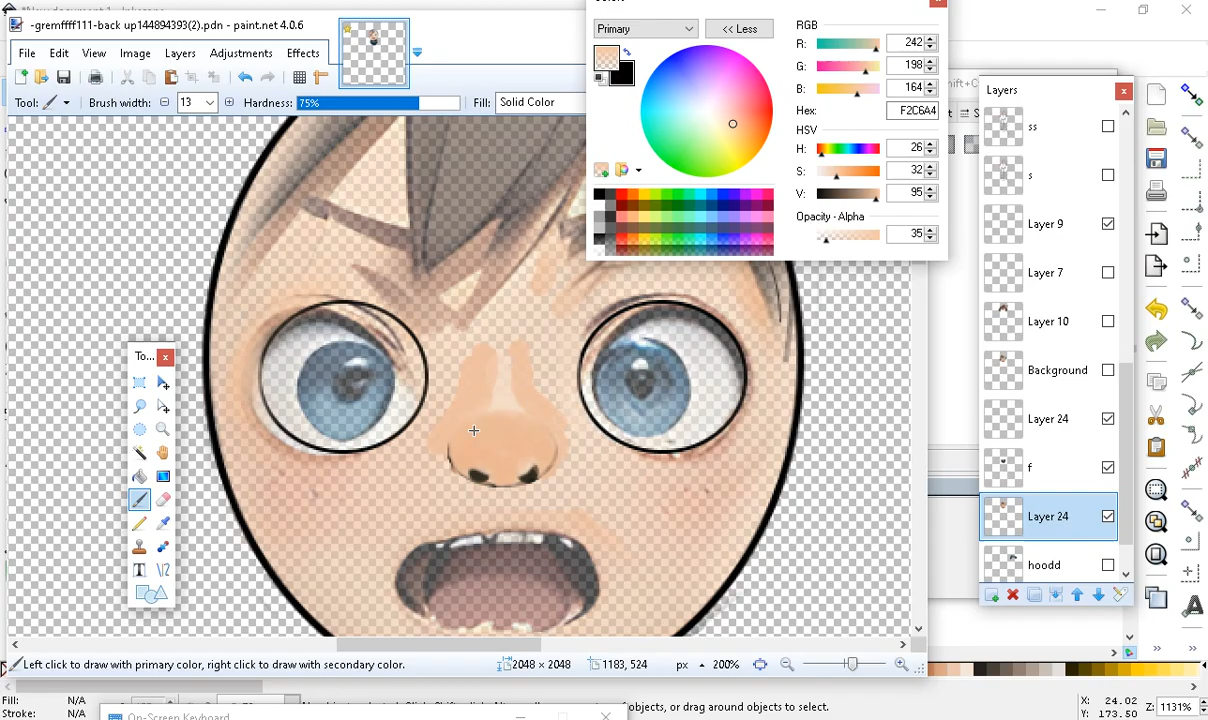 -gremffff111-back up144894393(2).pdn - paint.net 4.0.6
File Edit View Image Layers Adjustments Effects
Tool: Brush width: 13 Hardness: 75% Fill: Solid Color
Primary
<< Less
RGB
R: 242
G: 198
B: 164
Hex: F2C6A4
HSV
H: 26
S: 32
V: 95
Opacity - Alpha
35
To...
Layers
ss
s
Layer 9
Layer 7
Layer 10
Background
Layer 24
f
Layer 24
hoodd
Left click to draw with primary color, right click to draw with secondary color.
2048 × 2048
1183, 524
px
200%
Fill: N/A
Stroke: N/A
On-Screen Keyboard
of objects, or drag around objects to select.
X: 24.02
Y: 173.50
Z: 1131%